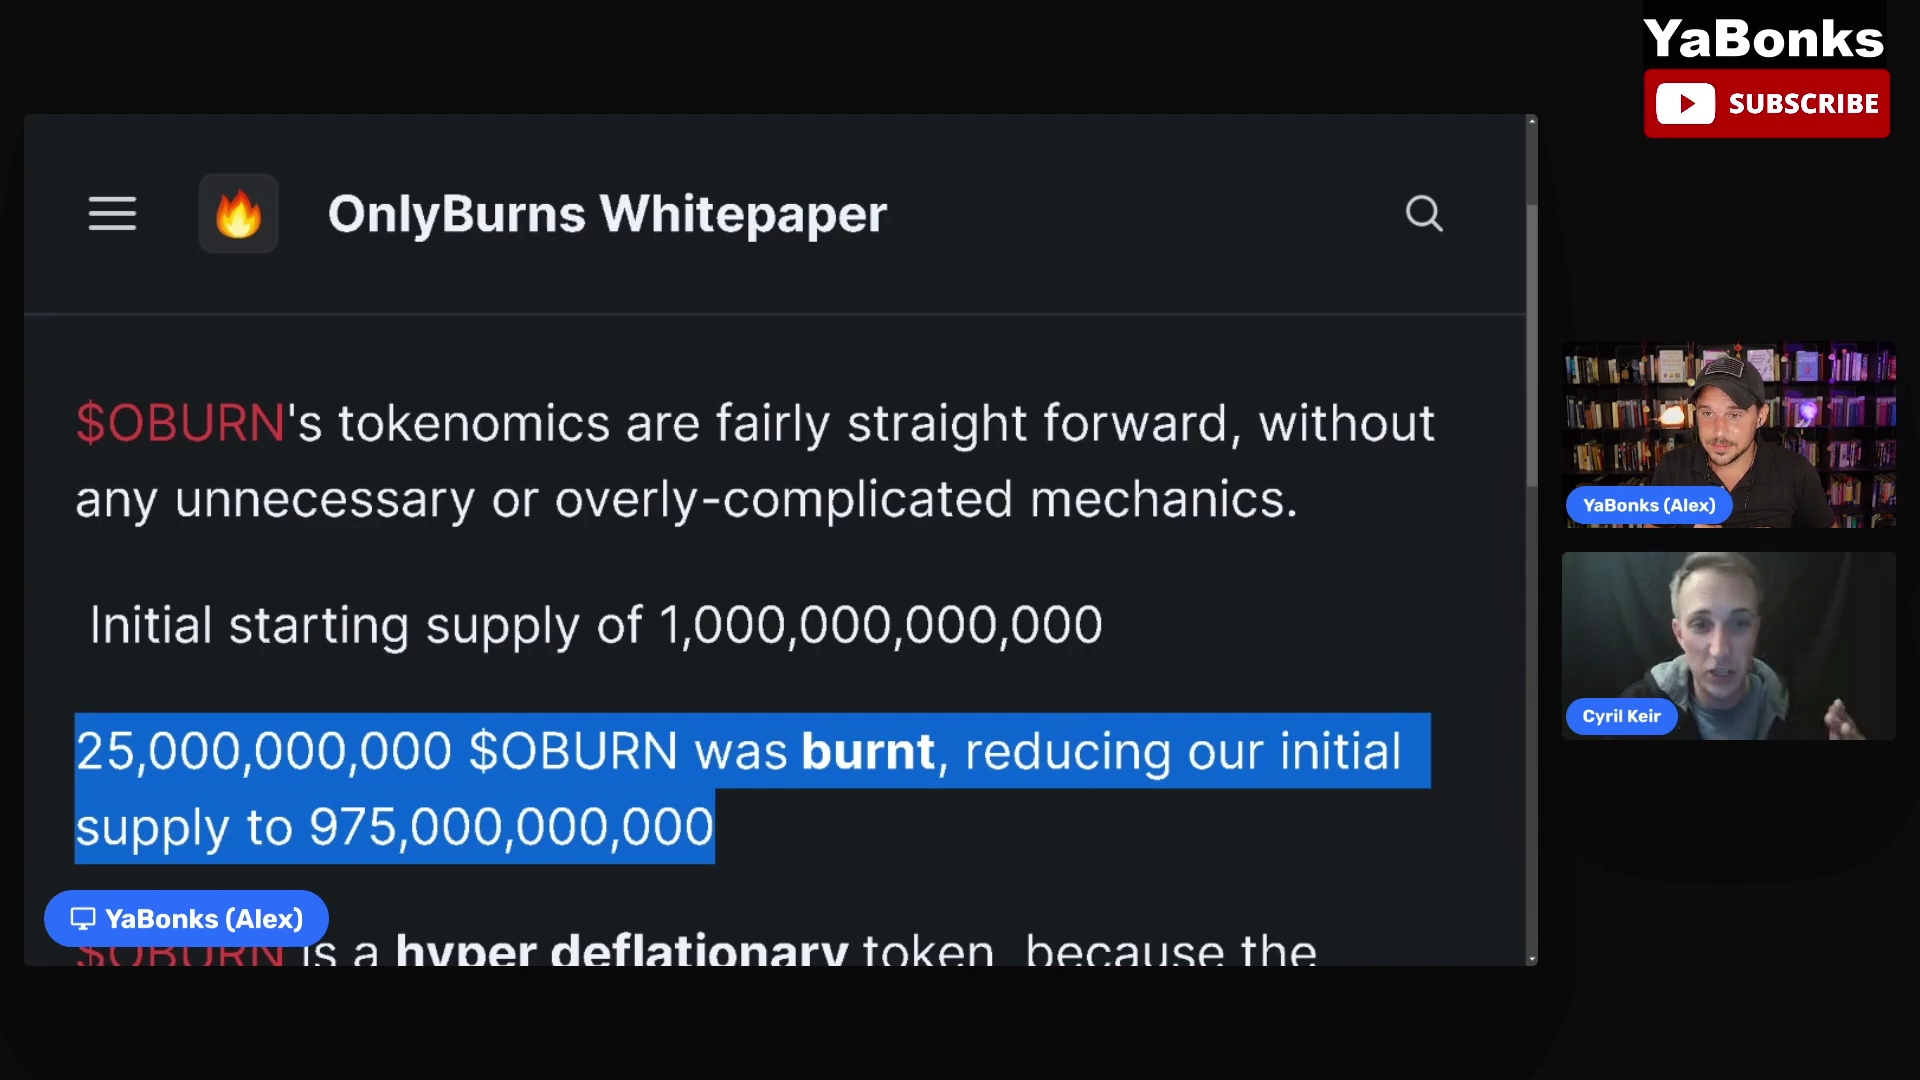 YaBonks
SUBSCRIBE
OnlyBurns Whitepaper
$OBURN's tokenomics are fairly straight forward, without
any unnecessary or overly-complicated mechanics.
Initial starting supply of 1,000,000,000,000
25,000,000,000 $OBURN was burnt, reducing our initial
supply to 975,000,000,000
YaBonks (Alex)
$OBURN is a hyper deflationary token, because the
YaBonks (Alex)
Cyril Keir